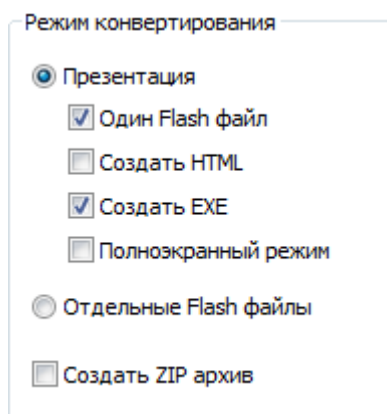 Режим конвертирования
Презентация
Один Flash файл
Создать HTML
Создать EXE
Полноэкранный режим
Отдельные Flash файлы
Создать ZIP архив